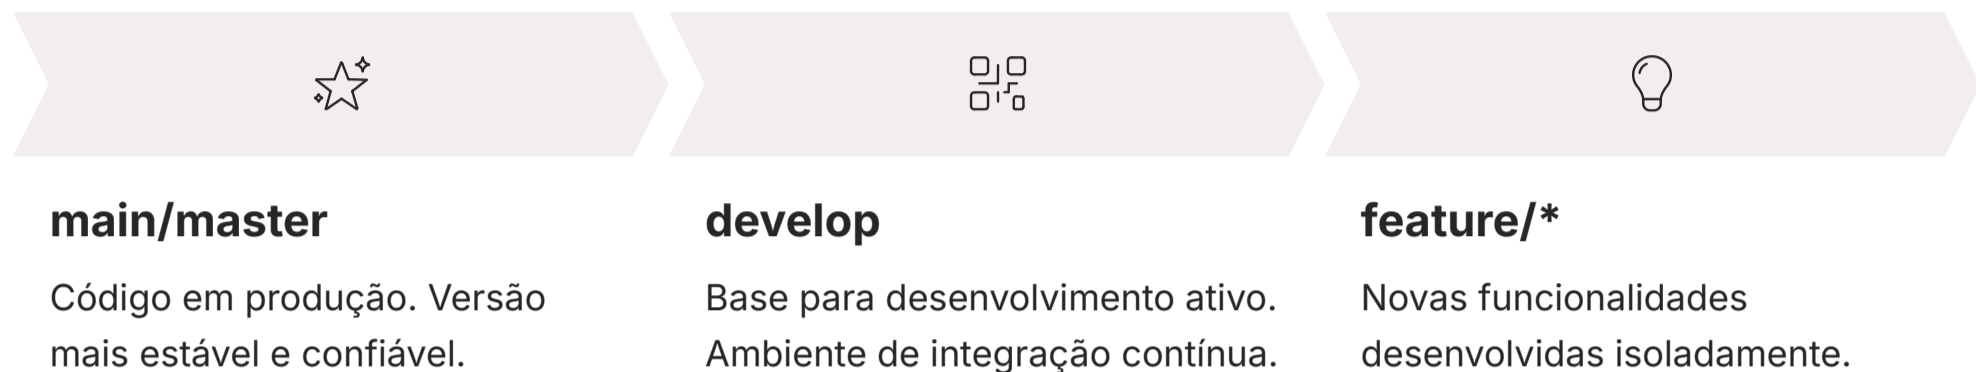 main/master
Código em produção. Versão
mais estável e confiável.
develop
Base para desenvolvimento ativo.
Ambiente de integração contínua.
feature/*
Novas funcionalidades
desenvolvidas isoladamente.